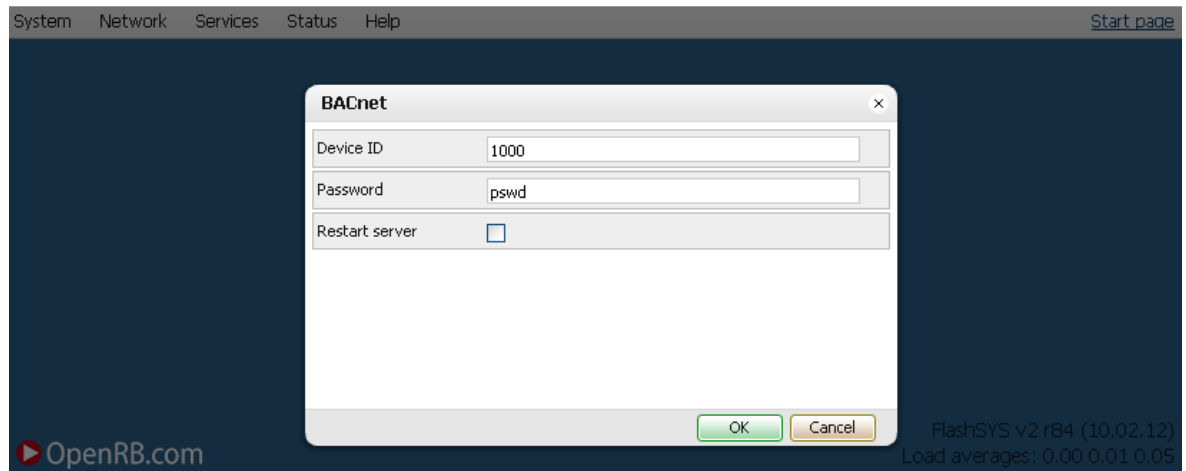 System Network Services Status Help Start page
BACnet
Device ID 1000
Password pswd
Restart server
OK Cancel
FlashSYS v2 r84 (10.02.12)
OpenRB.com Load averages: 0.00 0.01 0.05